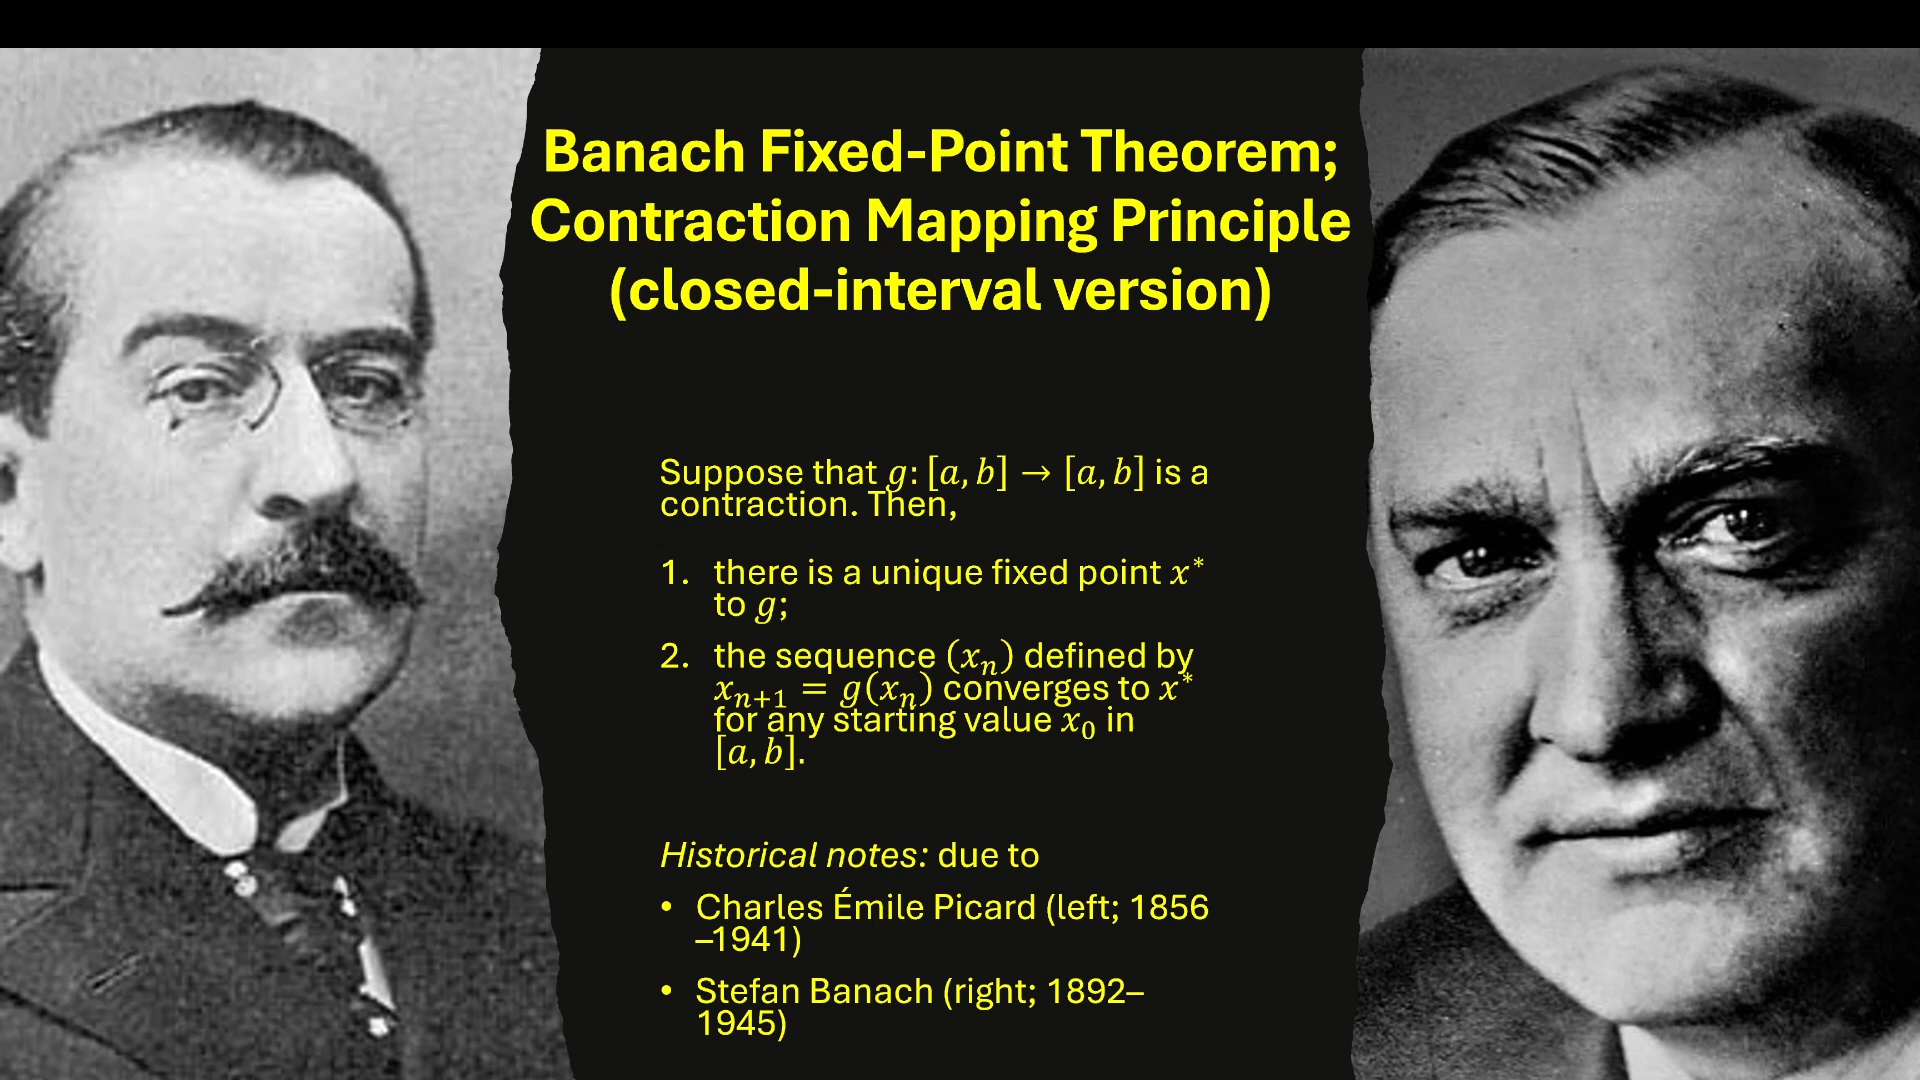 Banach Fixed-Point Theorem;
Contraction Mapping Principle
(closed-interval version)
Suppose that 𝑔: [𝑎, 𝑏] → [𝑎, 𝑏] is a
contraction. Then,
1. there is a unique fixed point 𝑥*
to 𝑔;
2. the sequence (𝑥ₙ) defined by
𝑥ₙ₊₁ = 𝑔(𝑥ₙ) converges to 𝑥*
for any starting value 𝑥₀ in
[𝑎, 𝑏].
Historical notes: due to
• Charles Émile Picard (left; 1856
–1941)
• Stefan Banach (right; 1892–
1945)